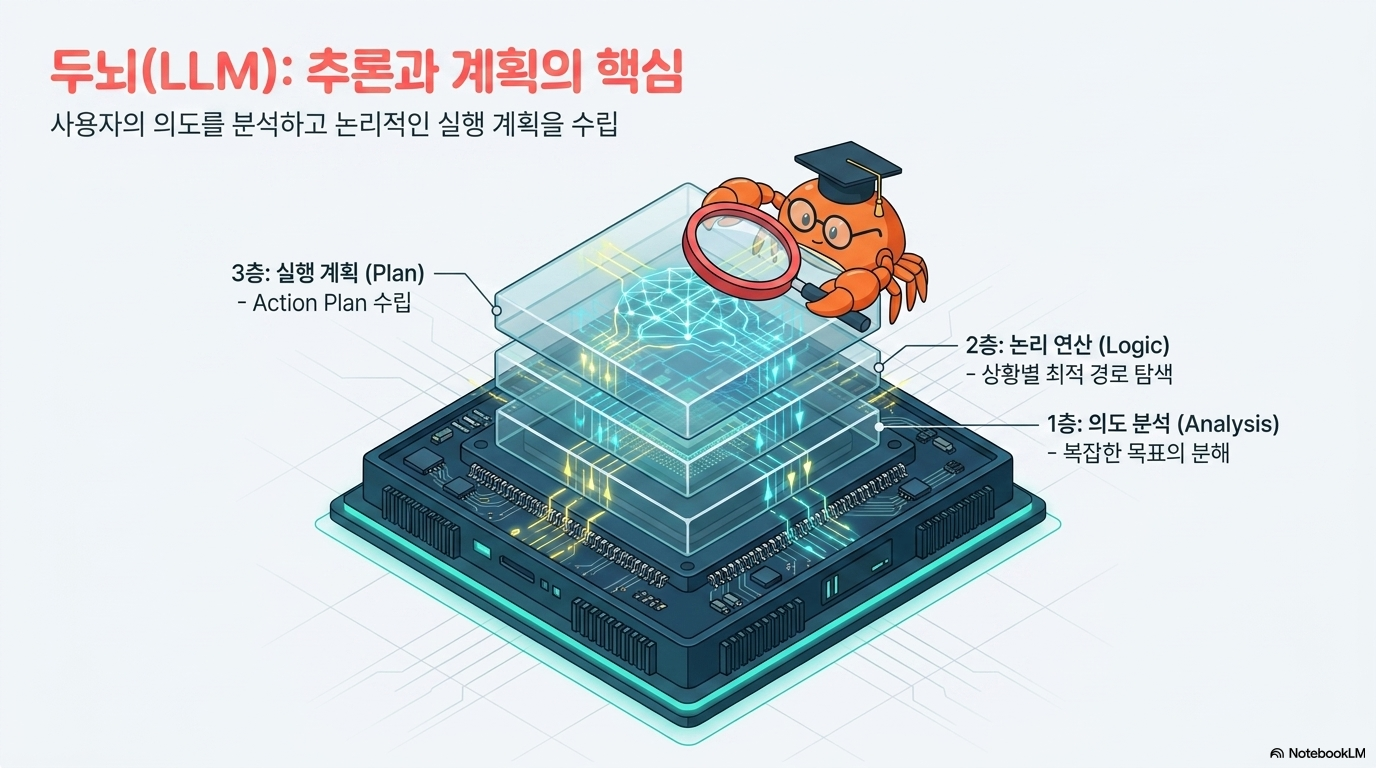 두뇌(LLM): 추론과 계획의 핵심
사용자의 의도를 분석하고 논리적인 실행 계획을 수립
3층: 실행 계획 (Plan)
- Action Plan 수립
2층: 논리 연산 (Logic)
- 상황별 최적 경로 탐색
1층: 의도 분석 (Analysis)
- 복잡한 목표의 분해
NotebookLM